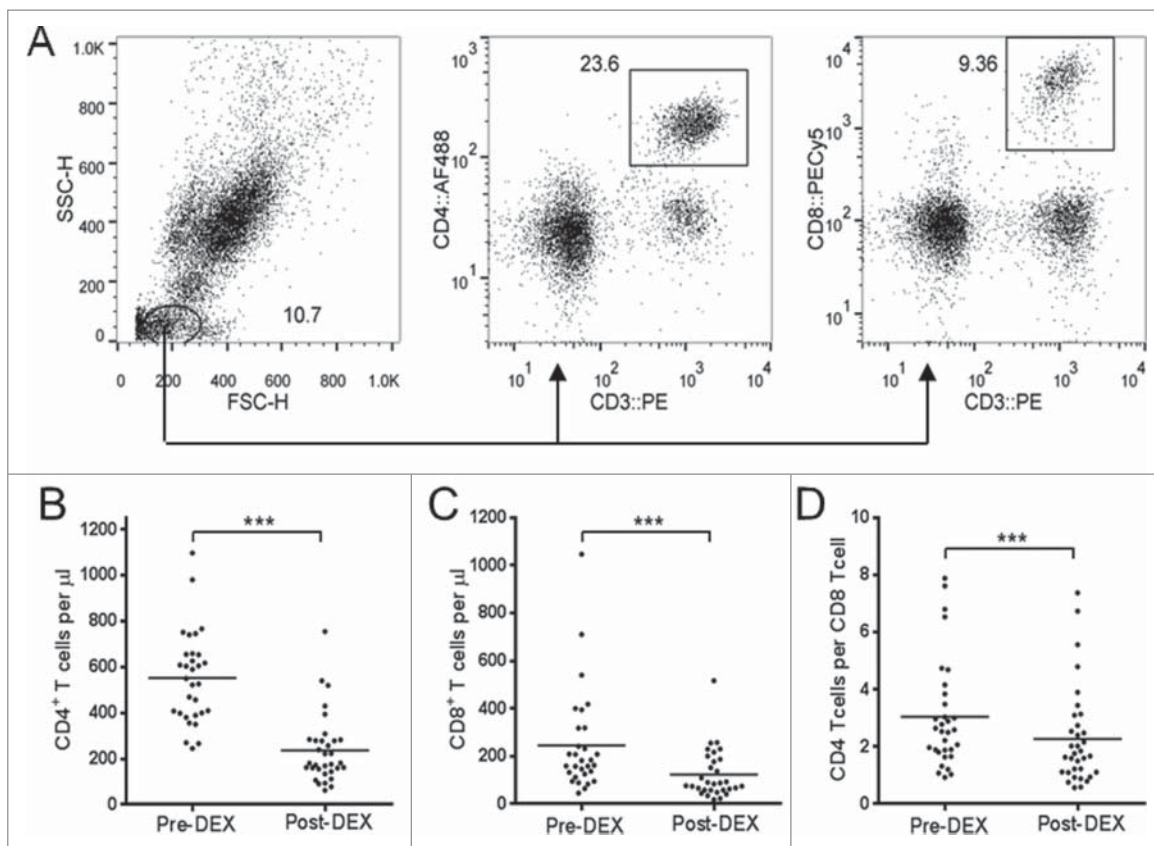 A
SSC-H
1.0K
800
600
400
200
0
10.7
0 200 400 600 800 1.0K
FSC-H
23.6
CD4::AF488
10³
10²
10¹
10¹ 10² 10³ 10⁴
CD3::PE
9.36
CD8::PECy5
10⁴
10³
10²
10¹
10¹ 10² 10³ 10⁴
CD3::PE
B
CD4⁺ T cells per µl
1200
1000
800
600
400
200
0
***
Pre-DEX Post-DEX
C
CD8⁺ T cells per µl
1200
1000
800
600
400
200
0
***
Pre-DEX Post-DEX
D
CD4 Tcells per CD8 Tcell
10
8
6
4
2
0
***
Pre-DEX Post-DEX